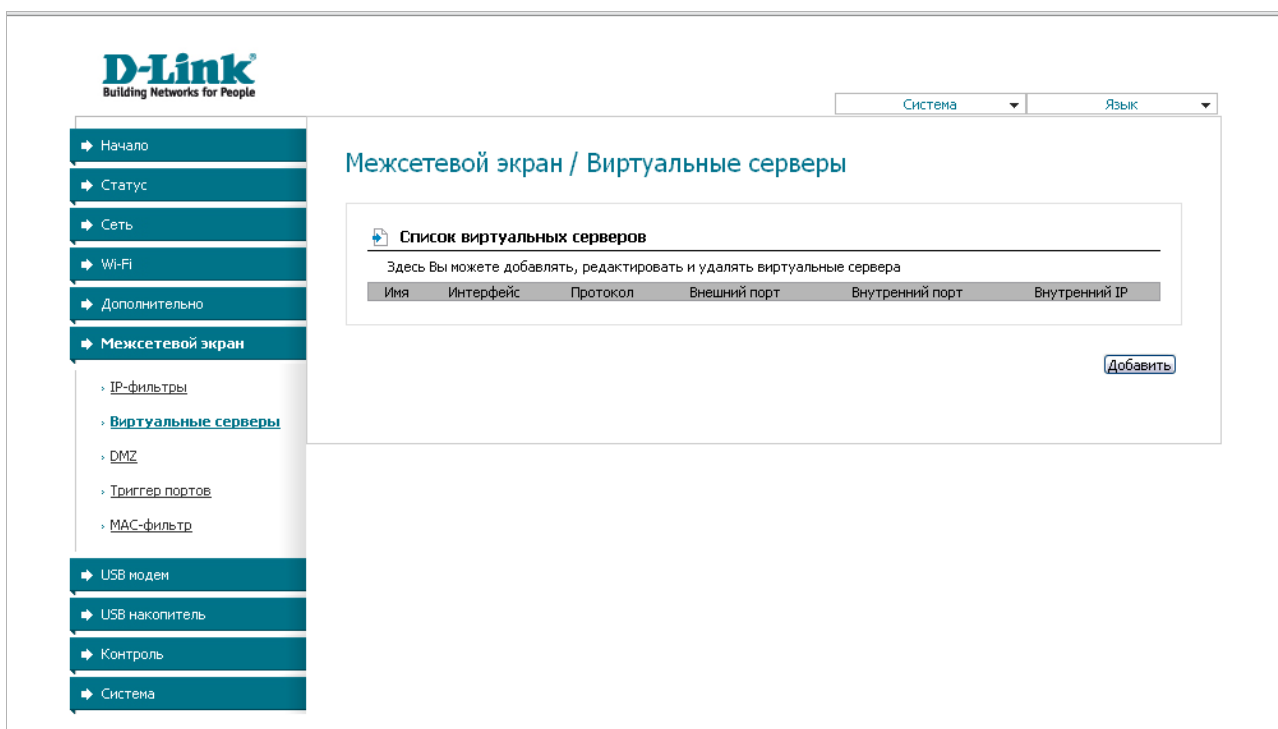 D-Link
Building Networks for People
Система
Язык
Начало
Статус
Сеть
Wi-Fi
Дополнительно
Межсетевой экран
IP-фильтры
Виртуальные серверы
DMZ
Триггер портов
MAC-фильтр
USB модем
USB накопитель
Контроль
Система
Межсетевой экран / Виртуальные серверы
Список виртуальных серверов
Здесь Вы можете добавлять, редактировать и удалять виртуальные сервера
Имя Интерфейс Протокол Внешний порт Внутренний порт Внутренний IP
Добавить